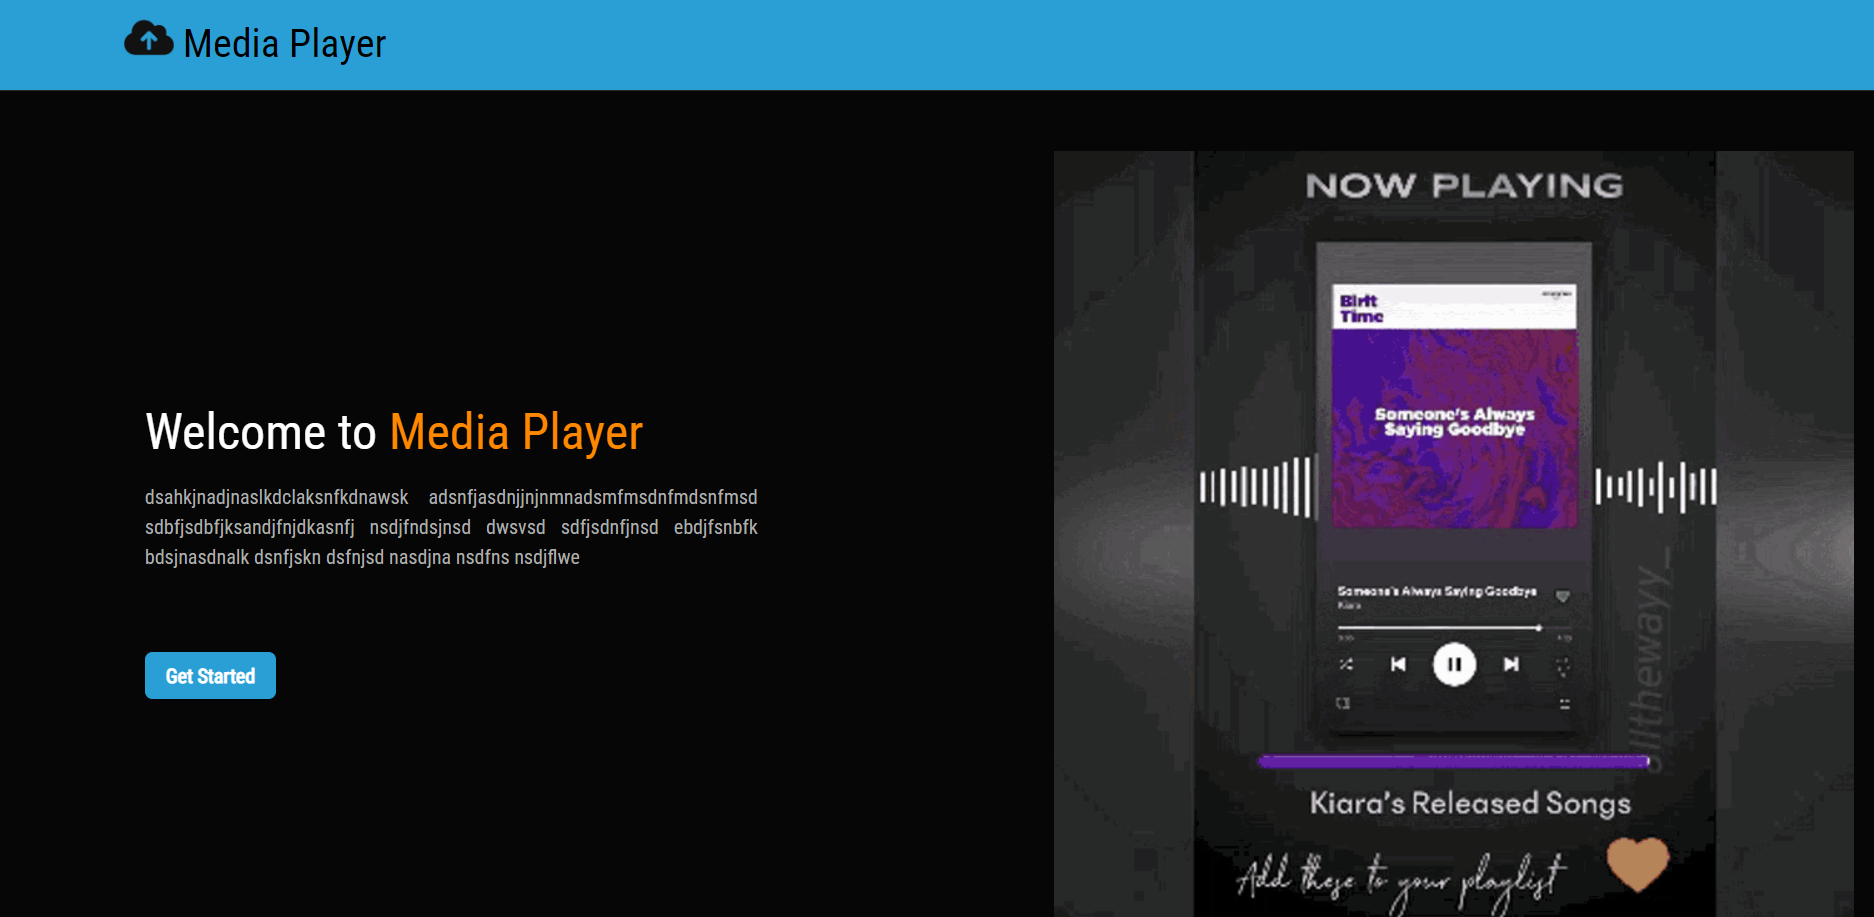 Media Player
Welcome to Media Player
dsahkjnadjnaslkdclaksnfkdnawsk adsnfjasdnjjnjnmnadsmfmsdnfmdsnfmsd
sdbfjsdbfjksandjfnjdkasnfj nsdjfndsjnsd dwsvsd sdfjsdnfjnsd ebdjfsnbfk
bdsjnasdnalk dsnfjskn dsfnjsd nasdjna nsdfns nsdjflwe
Get Started
NOW PLAYING
Time
Someone's Always
Saying Goodbye
Someone's Always Saying Goodbye
Kiara
Kiara's Released Songs
Add these to your playlist